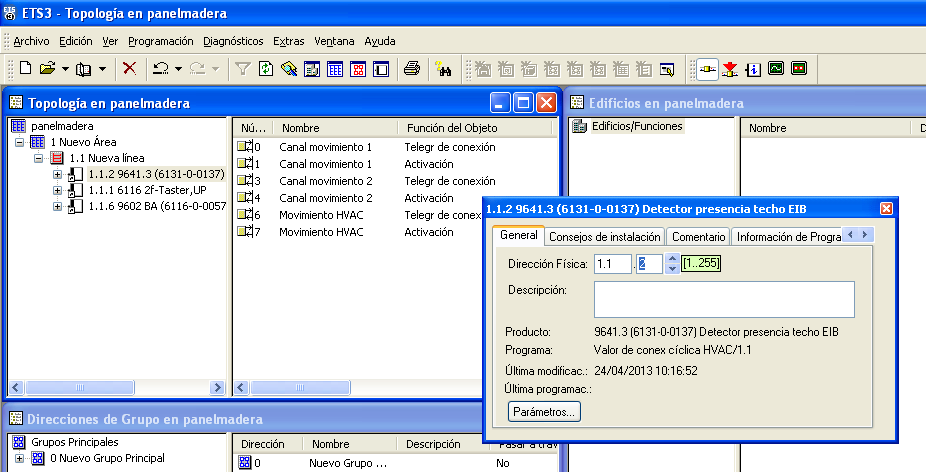 ETS3 - Topología en panelmadera
Archivo Edición Ver Programación Diagnósticos Extras Ventana Ayuda
Topología en panelmadera
panelmadera
1 Nuevo Área
1.1 Nueva línea
1.1.2 9641.3 (6131-0-0137)
1.1.1 6116 2f-Taster,UP
1.1.6 9602 BA (6116-0-0057
Nú... Nombre Función del Objeto
0 Canal movimiento 1 Telegr de conexión
1 Canal movimiento 1 Activación
3 Canal movimiento 2 Telegr de conexión
4 Canal movimiento 2 Activación
6 Movimiento HVAC Telegr de conex
7 Movimiento HVAC Activación
Edificios en panelmadera
Edificios/Funciones
Nombre D
1.1.2 9641.3 (6131-0-0137) Detector presencia techo EIB
General Consejos de instalación Comentario Información de Progra
Dirección Física: 1.1 . 2 [1..255]
Descripción:
Producto: 9641.3 (6131-0-0137) Detector presencia techo EIB
Programa: Valor de conex cíclica HVAC/1.1
Última modificac.: 24/04/2013 10:16:52
Última programac.:
Parámetros...
Direcciones de Grupo en panelmadera
Grupos Principales
0 Nuevo Grupo Principal
Dirección Nombre Descripción Pasar a trav
0 Nuevo Grupo ... No